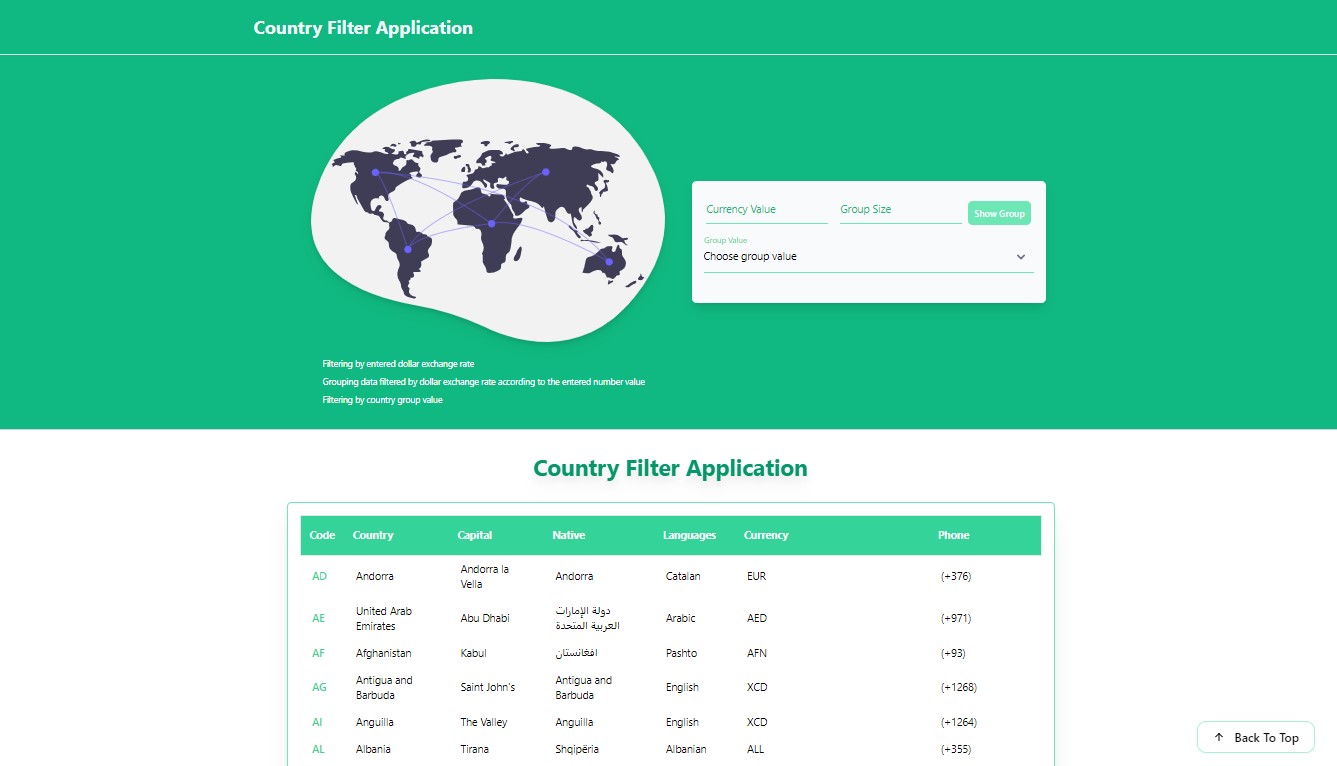 Country Filter Application
Currency Value
Group Size
Show Group
Group Value
Choose group value
Filtering by entered dollar exchange rate
Grouping data filtered by dollar exchange rate according to the entered number value
Filtering by country group value
Country Filter Application
Code Country Capital Native Languages Currency Phone
AD Andorra Andorra la Vella Andorra Catalan EUR (+376)
AE United Arab Emirates Abu Dhabi دولة الإمارات العربية المتحدة Arabic AED (+971)
AF Afghanistan Kabul افغانستان Pashto AFN (+93)
AG Antigua and Barbuda Saint John's Antigua and Barbuda English XCD (+1268)
AI Anguilla The Valley Anguilla English XCD (+1264)
AL Albania Tirana Shqipëria Albanian ALL (+355)
Back To Top